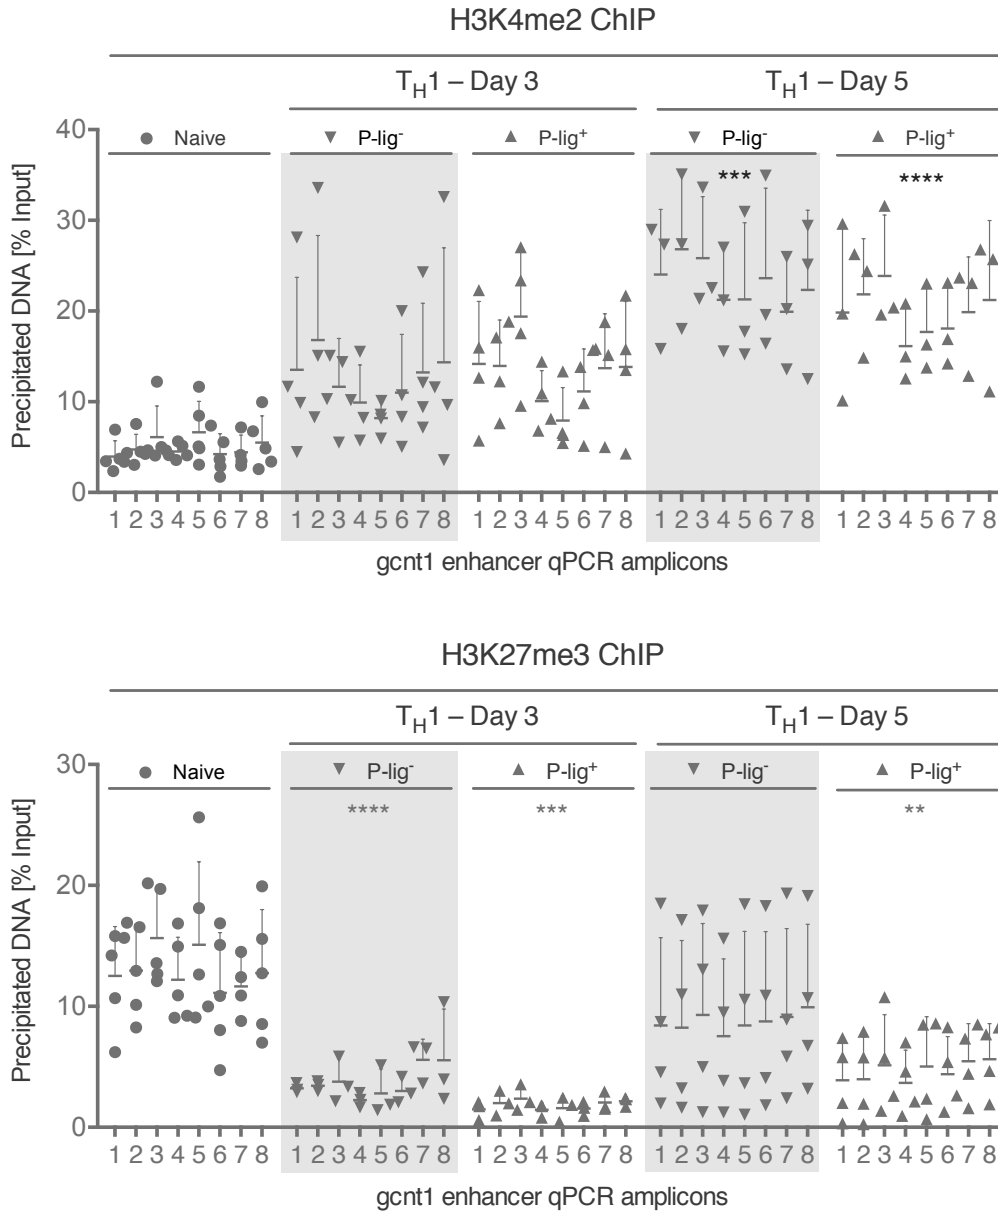 H3K4me2 ChIP
T_H1 – Day 3 T_H1 – Day 5
40 Naive P-lig⁻ P-lig⁺ P-lig⁻ P-lig⁺
*** ****
30
20
10
0
Precipitated DNA [% Input]
1 2 3 4 5 6 7 8 1 2 3 4 5 6 7 8 1 2 3 4 5 6 7 8 1 2 3 4 5 6 7 8 1 2 3 4 5 6 7 8
gcnt1 enhancer qPCR amplicons
H3K27me3 ChIP
T_H1 – Day 3 T_H1 – Day 5
30 Naive P-lig⁻ P-lig⁺ P-lig⁻ P-lig⁺
**** *** **
20
10
0
Precipitated DNA [% Input]
1 2 3 4 5 6 7 8 1 2 3 4 5 6 7 8 1 2 3 4 5 6 7 8 1 2 3 4 5 6 7 8 1 2 3 4 5 6 7 8
gcnt1 enhancer qPCR amplicons